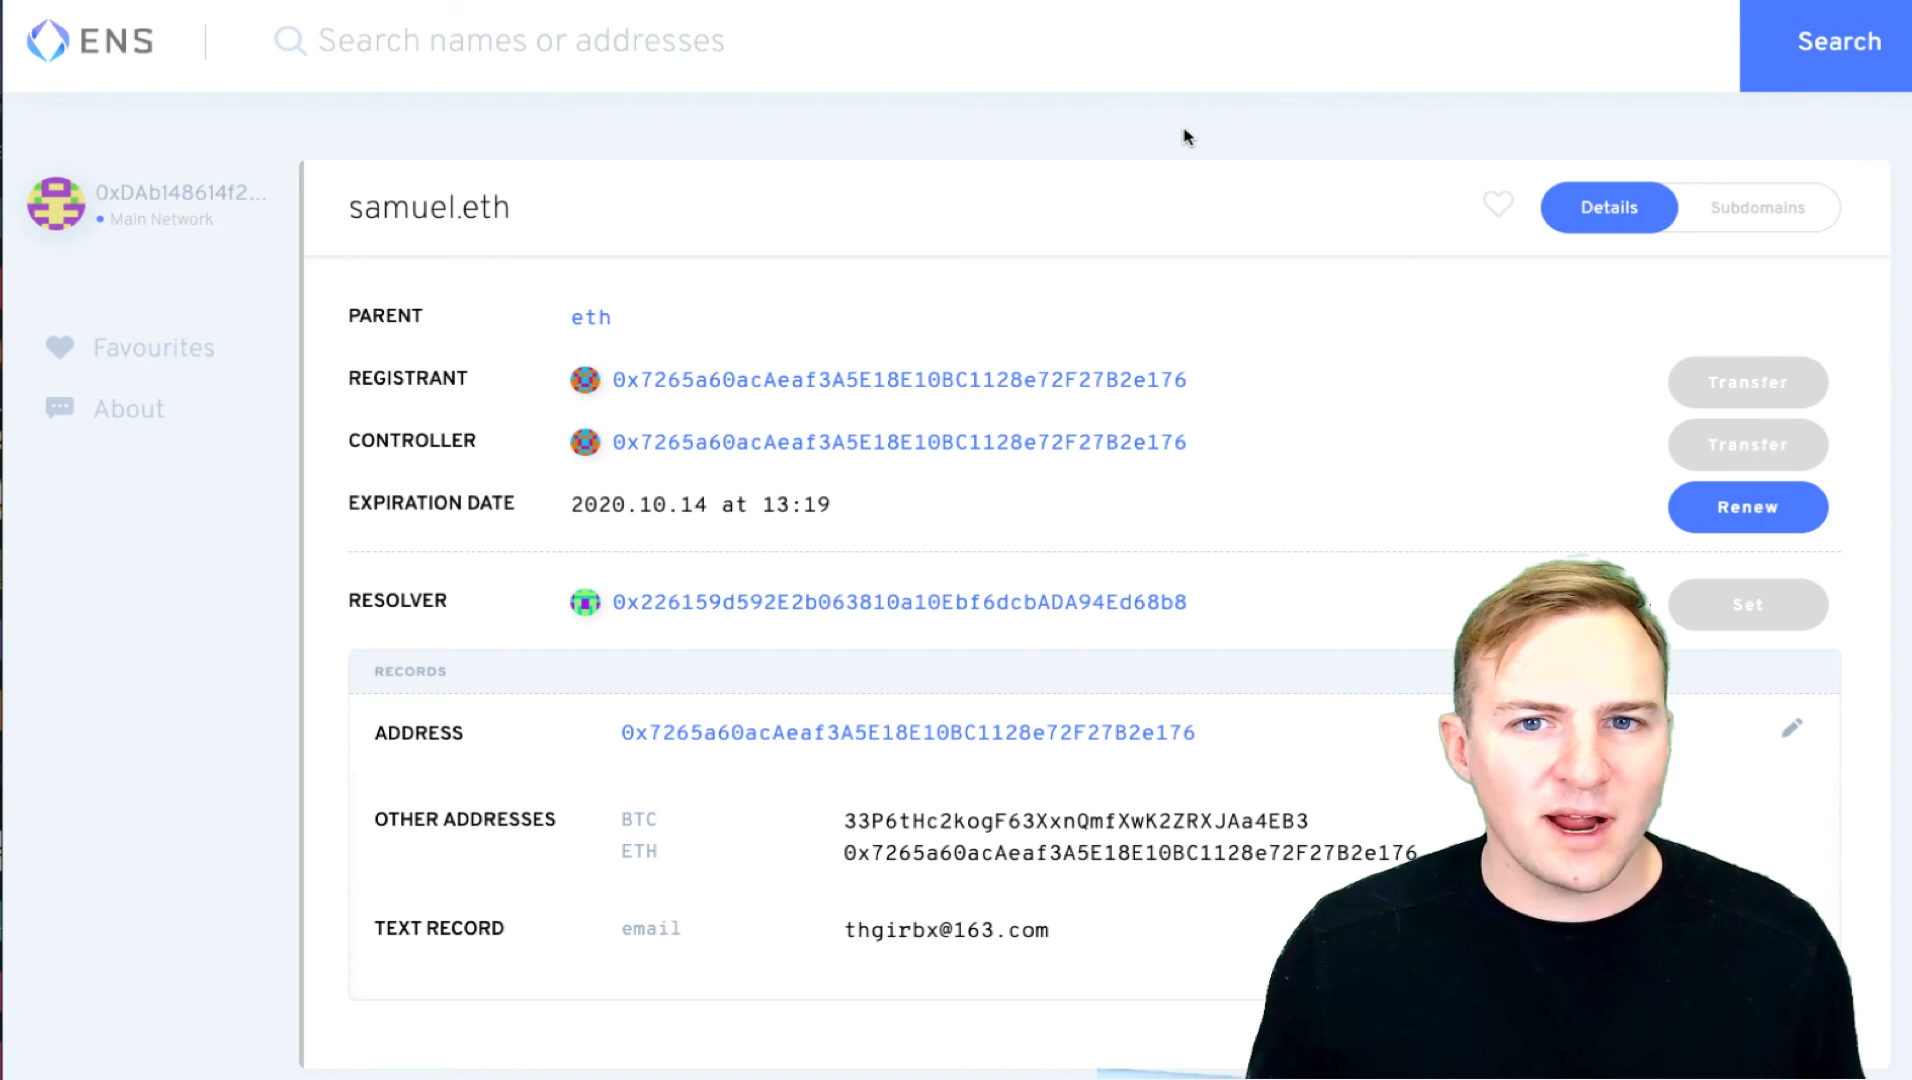 ENS
Search names or addresses
Search
0xDAb148614f2...
Main Network
samuel.eth
Details
Subdomains
Favourites
About
PARENT
eth
REGISTRANT
0x7265a60acAeaf3A5E18E10BC1128e72F27B2e176
Transfer
CONTROLLER
0x7265a60acAeaf3A5E18E10BC1128e72F27B2e176
Transfer
EXPIRATION DATE
2020.10.14 at 13:19
Renew
RESOLVER
0x226159d592E2b063810a10Ebf6dcbADA94Ed68b8
Set
RECORDS
ADDRESS
0x7265a60acAeaf3A5E18E10BC1128e72F27B2e176
OTHER ADDRESSES
BTC
33P6tHc2kogF63XxnQmfXwK2ZRXJAa4EB3
ETH
0x7265a60acAeaf3A5E18E10BC1128e72F27B2e176
TEXT RECORD
email
thgirbx@163.com